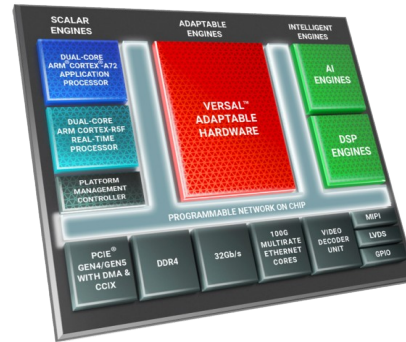 SCALAR
ENGINES
ADAPTABLE
ENGINES
INTELLIGENT
ENGINES
DUAL-CORE
ARM® CORTEX®-A72
APPLICATION
PROCESSOR
DUAL-CORE
ARM CORTEX-R5F
REAL-TIME
PROCESSOR
PLATFORM
MANAGEMENT
CONTROLLER
VERSAL™
ADAPTABLE
HARDWARE
AI
ENGINES
DSP
ENGINES
PROGRAMMABLE NETWORK ON CHIP
PCIE®
GEN4/GEN5
WITH DMA &
CCIX
DDR4
32Gb/s
100G
MULTIRATE
ETHERNET
CORES
VIDEO
DECODER
UNIT
MIPI
LVDS
GPIO